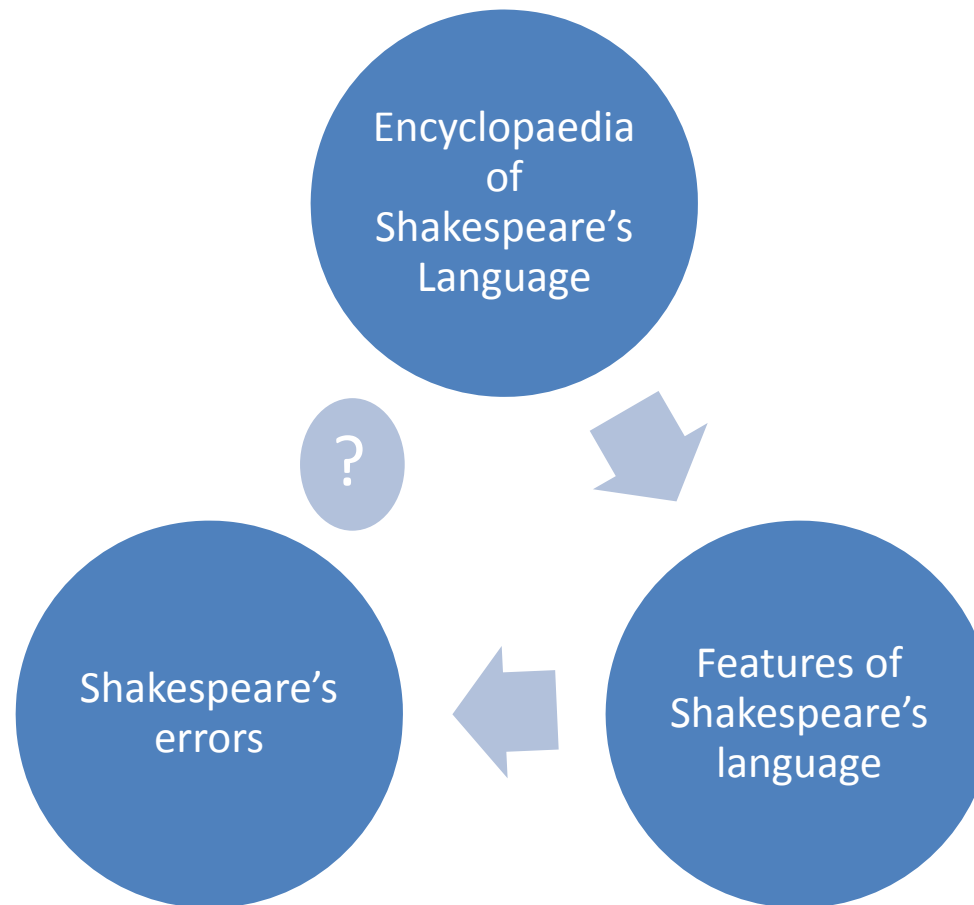 Encyclopaedia
of
Shakespeare’s
Language
?
Shakespeare’s
errors
Features of
Shakespeare’s
language